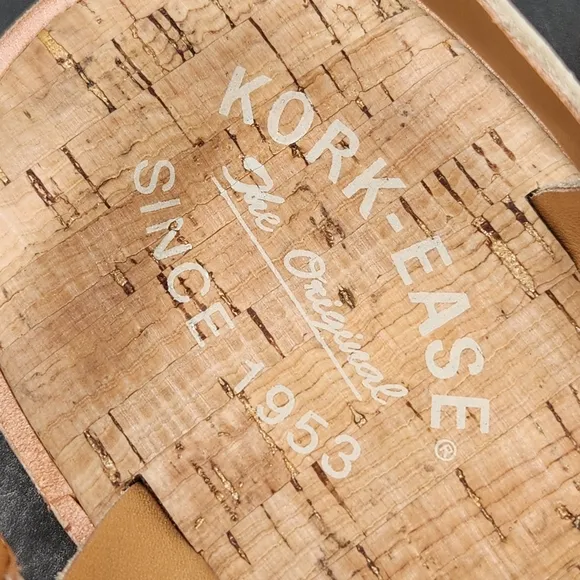 KORK-EASE®
The Original
SINCE 1953